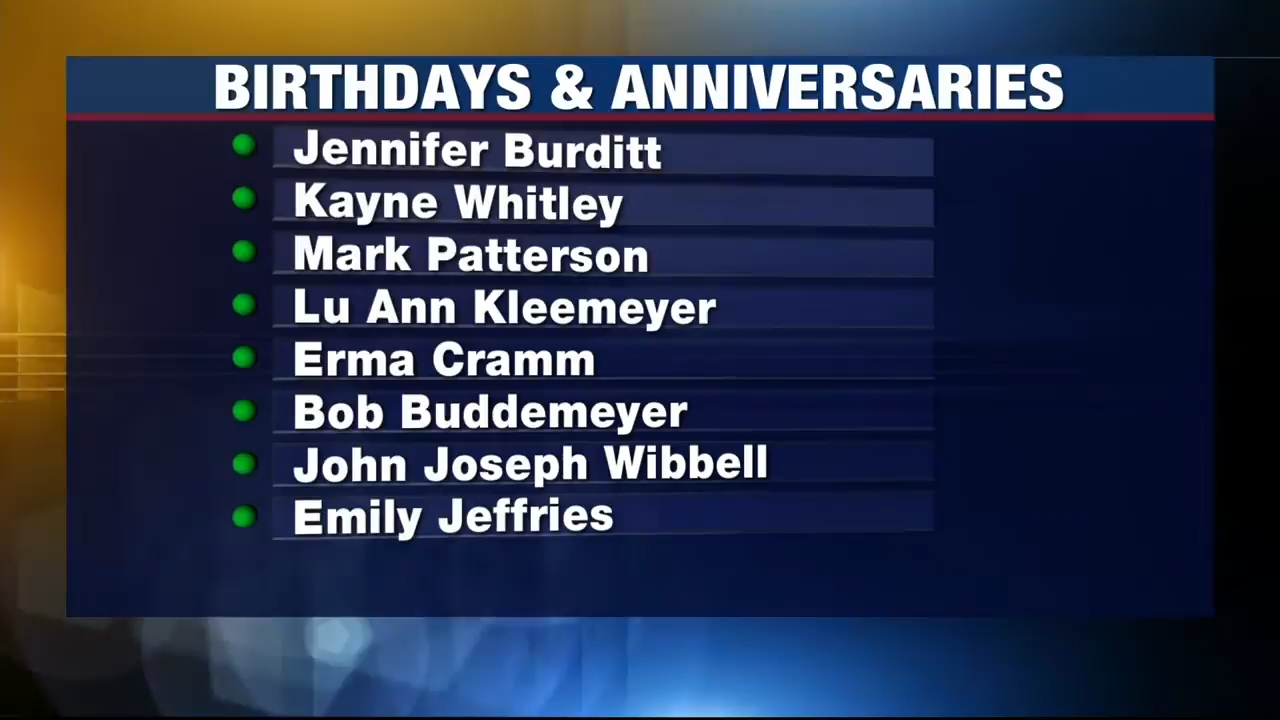 BIRTHDAYS & ANNIVERSARIES
Jennifer Burditt
Kayne Whitley
Mark Patterson
Lu Ann Kleemeyer
Erma Cramm
Bob Buddemeyer
John Joseph Wibbell
Emily Jeffries